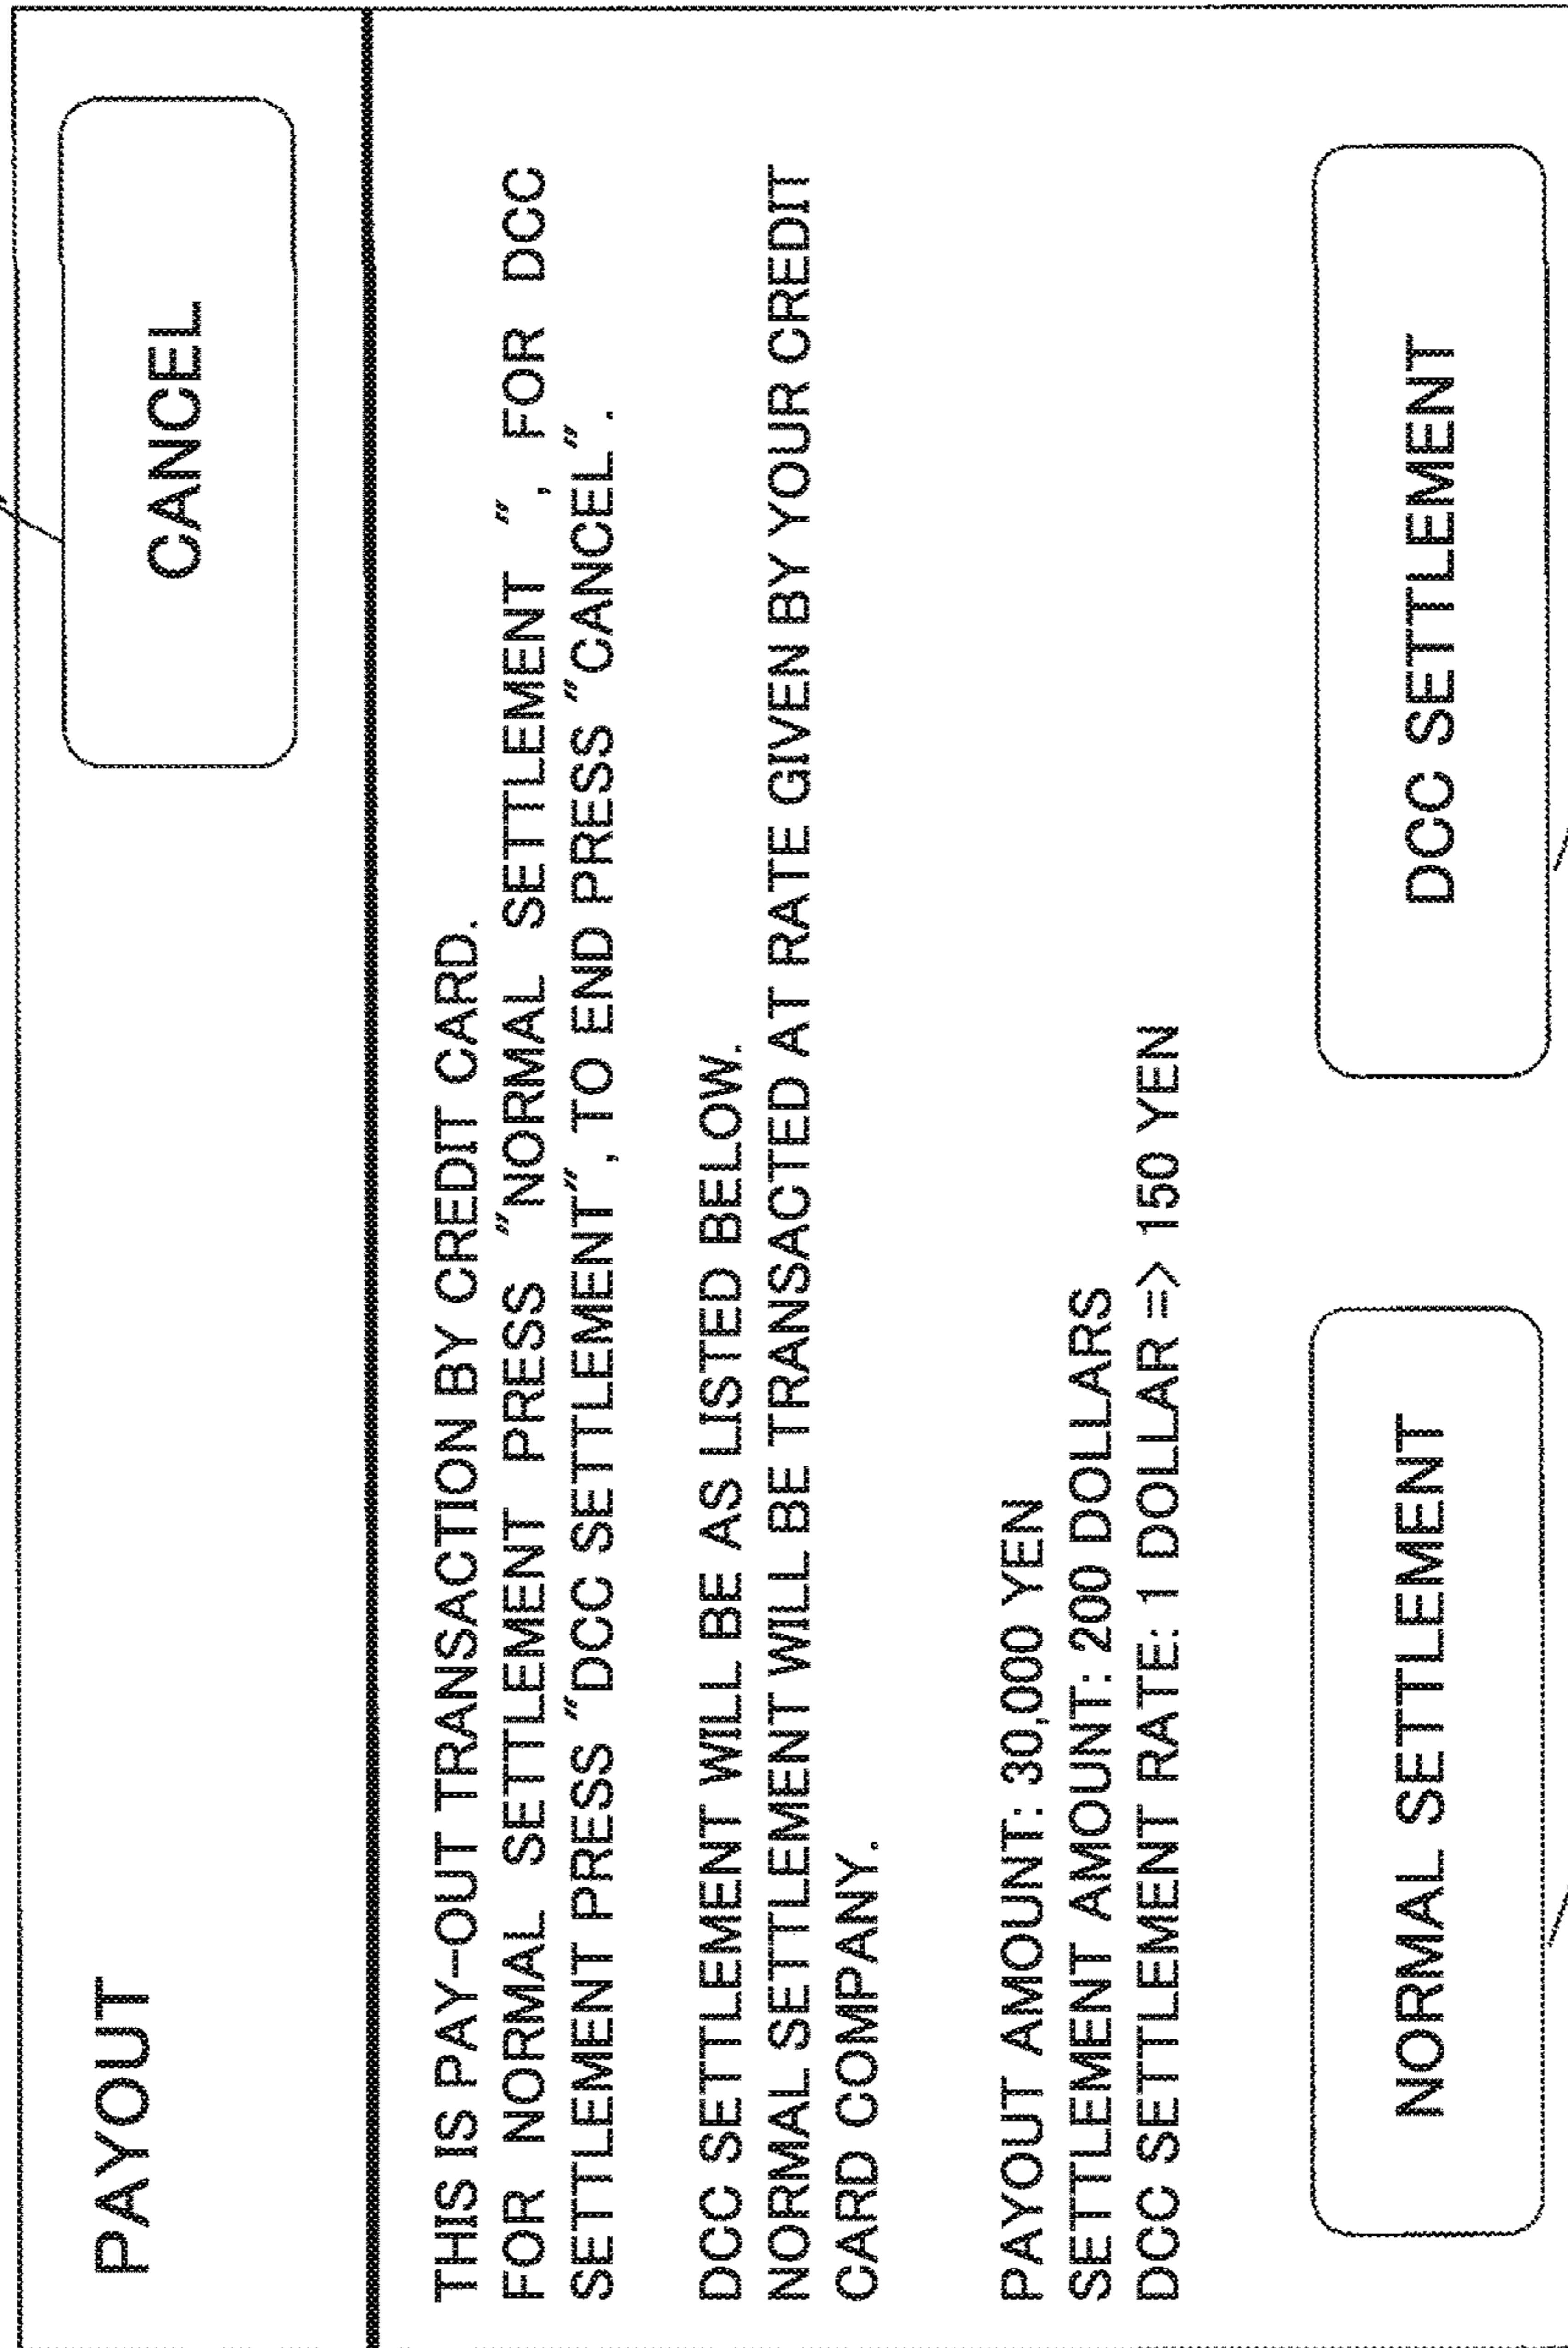 PAYOUT
CANCEL
THIS IS PAY-OUT TRANSACTION BY CREDIT CARD.
FOR NORMAL SETTLEMENT PRESS "NORMAL SETTLEMENT ", FOR DCC
SETTLEMENT PRESS "DCC SETTLEMENT", TO END PRESS "CANCEL".
DCC SETTLEMENT WILL BE AS LISTED BELOW.
NORMAL SETTLEMENT WILL BE TRANSACTED AT RATE GIVEN BY YOUR CREDIT
CARD COMPANY.
PAYOUT AMOUNT: 30,000 YEN
SETTLEMENT AMOUNT: 200 DOLLARS
DCC SETTLEMENT RATE: 1 DOLLAR => 150 YEN
NORMAL SETTLEMENT
DCC SETTLEMENT